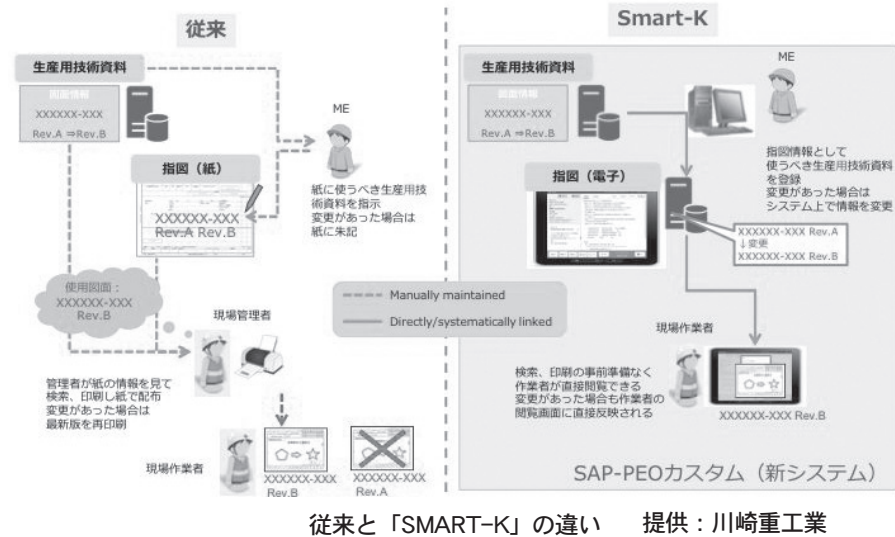 従来
生産用技術資料
図面情報
XXXXXX-XXX
Rev.A ⇒Rev.B
ME
指図（紙）
XXXXXX-XXX
Rev.A Rev.B
紙に使うべき生産用技
術資料を指示
変更があった場合は
紙に朱記
使用図面：
XXXXXX-XXX
Rev.B
現場管理者
管理者が紙の情報を見て
検索、印刷し紙で配布
変更があった場合は
最新版を再印刷
現場作業者
XXXXXX-XXX
Rev.B
XXXXXX-XXX
Rev.A
Manually maintained
Directly/systematically linked
Smart-K
生産用技術資料
図面情報
XXXXXX-XXX
Rev.A ⇒Rev.B
ME
指図情報として
使うべき生産用技術資料
を登録
変更があった場合は
システム上で情報を変更
指図（電子）
XXXXXX-XXX Rev.A
↓変更
XXXXXX-XXX Rev.B
現場作業者
検索、印刷の事前準備なく
作業者が直接閲覧できる
変更があった場合も作業者の
閲覧画面に直接反映される
XXXXXX-XXX Rev.B
SAP-PEOカスタム（新システム）
従来と「SMART-K」の違い　提供：川崎重工業